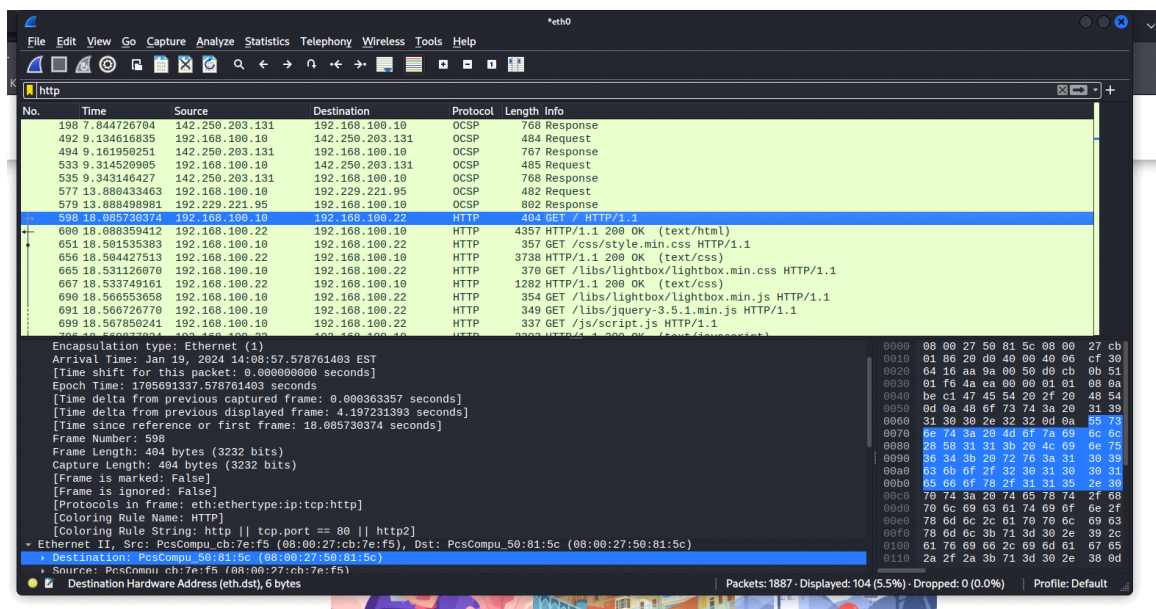 *eth0
File Edit View Go Capture Analyze Statistics Telephony Wireless Tools Help
http
No. Time Source Destination Protocol Length Info
198 7.844726704 142.250.203.131 192.168.100.10 OCSP 768 Response
492 9.134616835 192.168.100.10 142.250.203.131 OCSP 484 Request
494 9.161950251 142.250.203.131 192.168.100.10 OCSP 767 Response
533 9.314520905 192.168.100.10 142.250.203.131 OCSP 485 Request
535 9.343146427 142.250.203.131 192.168.100.10 OCSP 768 Response
577 13.880433463 192.168.100.10 192.229.221.95 OCSP 482 Request
579 13.888498981 192.229.221.95 192.168.100.10 OCSP 802 Response
598 18.085730374 192.168.100.10 192.168.100.22 HTTP 404 GET / HTTP/1.1
600 18.088359412 192.168.100.22 192.168.100.10 HTTP 4357 HTTP/1.1 200 OK (text/html)
651 18.501535383 192.168.100.10 192.168.100.22 HTTP 357 GET /css/style.min.css HTTP/1.1
656 18.504427513 192.168.100.22 192.168.100.10 HTTP 3738 HTTP/1.1 200 OK (text/css)
665 18.531126070 192.168.100.10 192.168.100.22 HTTP 370 GET /libs/lightbox/lightbox.min.css HTTP/1.1
667 18.533749161 192.168.100.22 192.168.100.10 HTTP 1282 HTTP/1.1 200 OK (text/css)
690 18.566553658 192.168.100.10 192.168.100.22 HTTP 354 GET /libs/lightbox/lightbox.min.js HTTP/1.1
691 18.566726770 192.168.100.10 192.168.100.22 HTTP 349 GET /libs/jquery-3.5.1.min.js HTTP/1.1
699 18.567850241 192.168.100.10 192.168.100.22 HTTP 337 GET /js/script.js HTTP/1.1
Encapsulation type: Ethernet (1)
Arrival Time: Jan 19, 2024 14:08:57.578761403 EST
[Time shift for this packet: 0.000000000 seconds]
Epoch Time: 1705691337.578761403 seconds
[Time delta from previous captured frame: 0.000363357 seconds]
[Time delta from previous displayed frame: 4.197231393 seconds]
[Time since reference or first frame: 18.085730374 seconds]
Frame Number: 598
Frame Length: 404 bytes (3232 bits)
Capture Length: 404 bytes (3232 bits)
[Frame is marked: False]
[Frame is ignored: False]
[Protocols in frame: eth:ethertype:ip:tcp:http]
[Coloring Rule Name: HTTP]
[Coloring Rule String: http || tcp.port == 80 || http2]
Ethernet II, Src: PcsCompu_cb:7e:f5 (08:00:27:cb:7e:f5), Dst: PcsCompu_50:81:5c (08:00:27:50:81:5c)
Destination: PcsCompu_50:81:5c (08:00:27:50:81:5c)
Source: PcsCompu_cb:7e:f5 (08:00:27:cb:7e:f5)
0000 08 00 27 50 81 5c 08 00 27 cb
0010 01 86 20 d0 40 00 40 06 cf 30
0020 64 16 aa 9a 00 50 d0 cb 0b 51
0030 01 f6 4a ea 00 00 01 01 08 0a
0040 be c1 47 45 54 20 2f 20 48 54
0050 0d 0a 48 6f 73 74 3a 20 31 39
0060 31 30 30 2e 32 32 0d 0a 55 73
0070 6e 74 3a 20 4d 6f 7a 69 6c 6c
0080 28 58 31 31 3b 20 4c 69 6e 75
0090 36 34 3b 20 72 76 3a 31 30 39
00a0 63 6b 6f 2f 32 30 31 30 30 31
00b0 65 66 6f 78 2f 31 31 35 2e 30
00c0 70 74 3a 20 74 65 78 74 2f 68
00d0 70 6c 69 63 61 74 69 6f 6e 2f
00e0 78 6d 6c 2c 61 70 70 6c 69 63
00f0 78 6d 6c 3b 71 3d 30 2e 39 2c
0100 61 76 69 66 2c 69 6d 61 67 65
0110 2a 2f 2a 3b 71 3d 30 2e 38 0d
Destination Hardware Address (eth.dst), 6 bytes
Packets: 1887 · Displayed: 104 (5.5%) · Dropped: 0 (0.0%)
Profile: Default